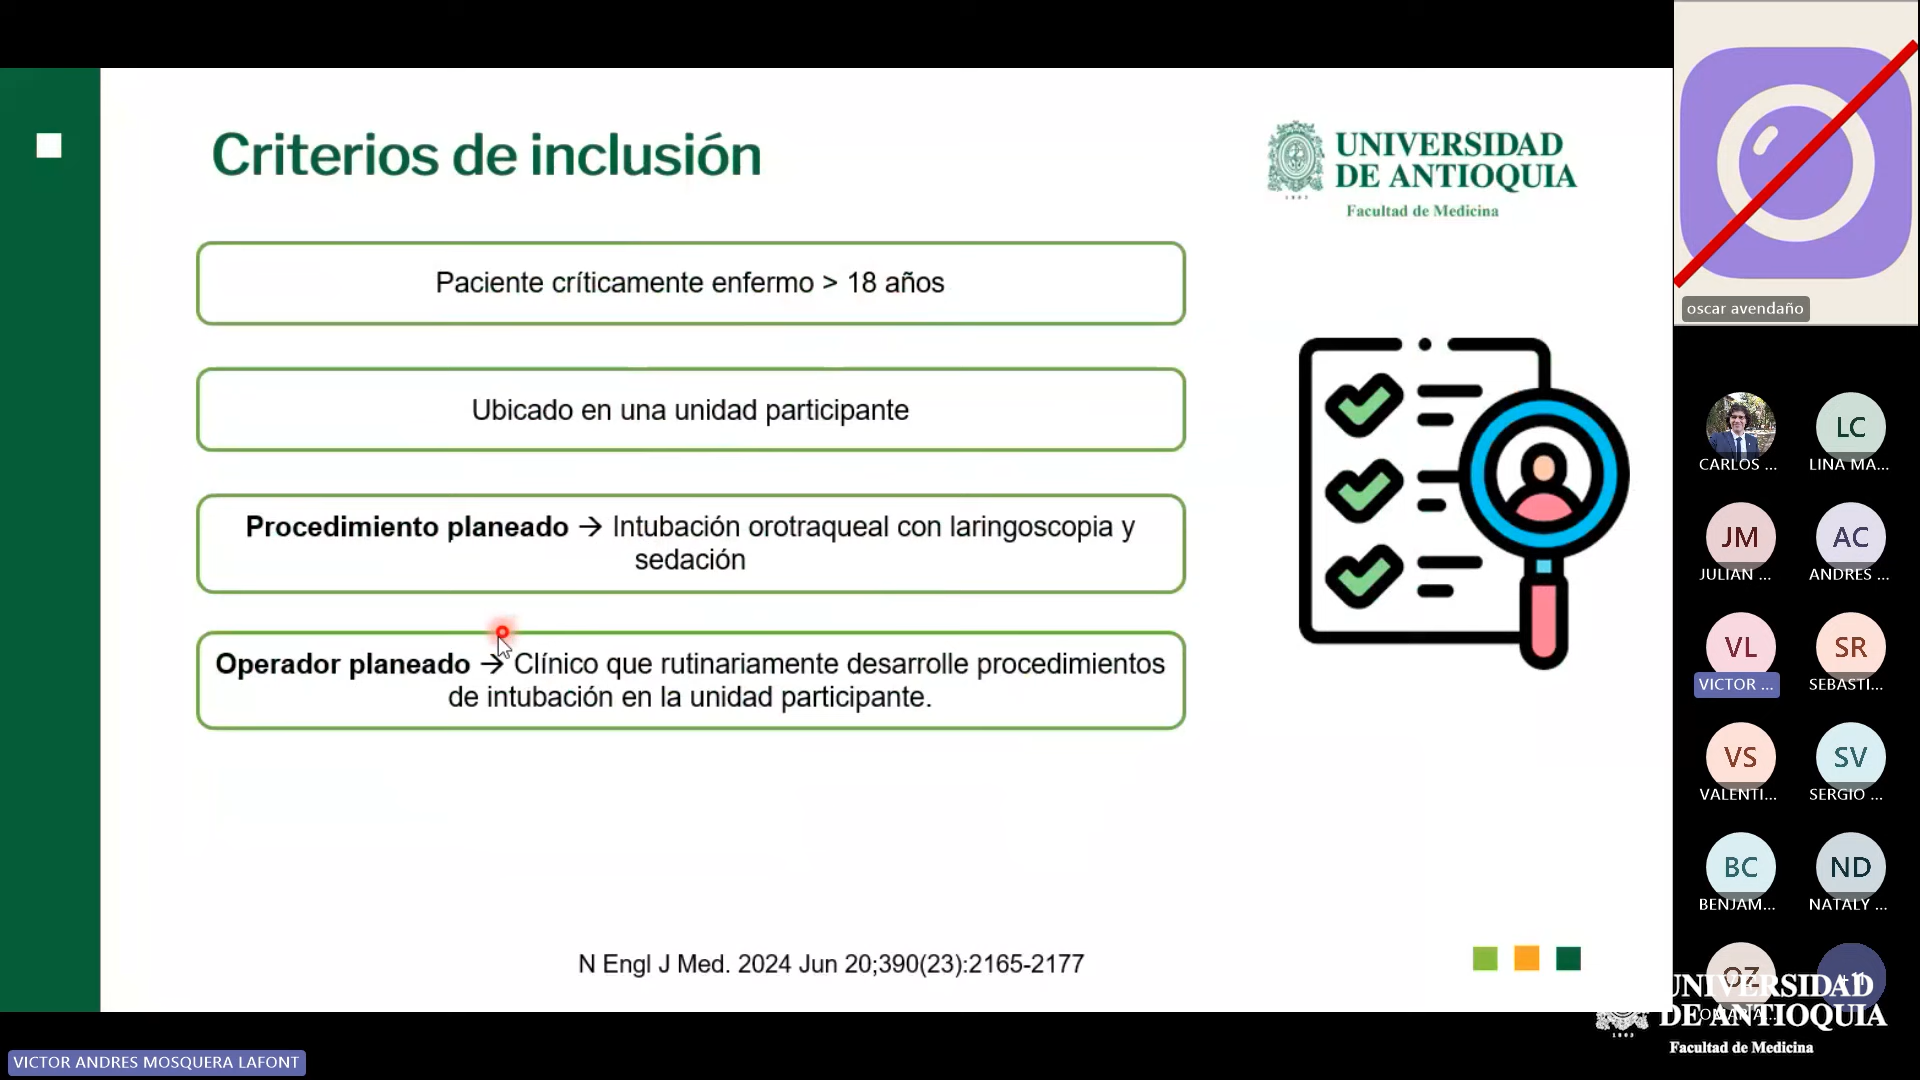 Criterios de inclusión
UNIVERSIDAD
DE ANTIOQUIA
1803
Facultad de Medicina
Paciente críticamente enfermo > 18 años
Ubicado en una unidad participante
Procedimiento planeado → Intubación orotraqueal con laringoscopia y
sedación
Operador planeado → Clínico que rutinariamente desarrolle procedimientos
de intubación en la unidad participante.
N Engl J Med. 2024 Jun 20;390(23):2165-2177
oscar avendaño
CARLOS ...
LC
LINA MA...
JM
JULIAN ...
AC
ANDRES ...
VL
VICTOR ...
SR
SEBASTI...
VS
VALENTI...
SV
SERGIO ...
BC
BENJAM...
ND
NATALY ...
OZ
UNIVERSIDAD
DE ANTIOQUIA
1803
Facultad de Medicina
VICTOR ANDRES MOSQUERA LAFONT